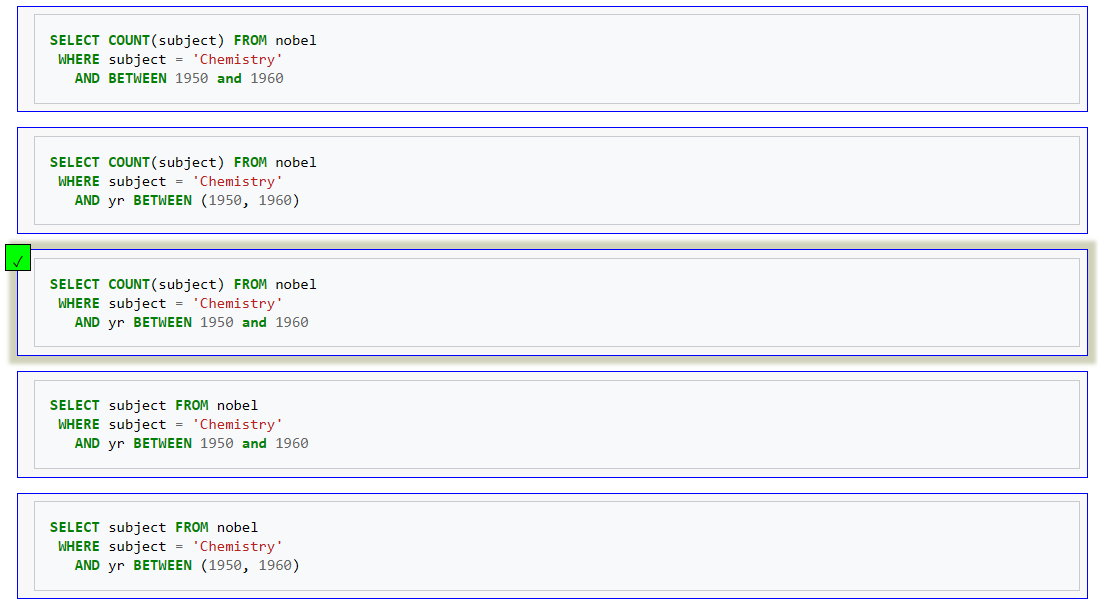 SELECT COUNT(subject) FROM nobel
WHERE subject = 'Chemistry'
AND BETWEEN 1950 and 1960
SELECT COUNT(subject) FROM nobel
WHERE subject = 'Chemistry'
AND yr BETWEEN (1950, 1960)
✓
SELECT COUNT(subject) FROM nobel
WHERE subject = 'Chemistry'
AND yr BETWEEN 1950 and 1960
SELECT subject FROM nobel
WHERE subject = 'Chemistry'
AND yr BETWEEN 1950 and 1960
SELECT subject FROM nobel
WHERE subject = 'Chemistry'
AND yr BETWEEN (1950, 1960)